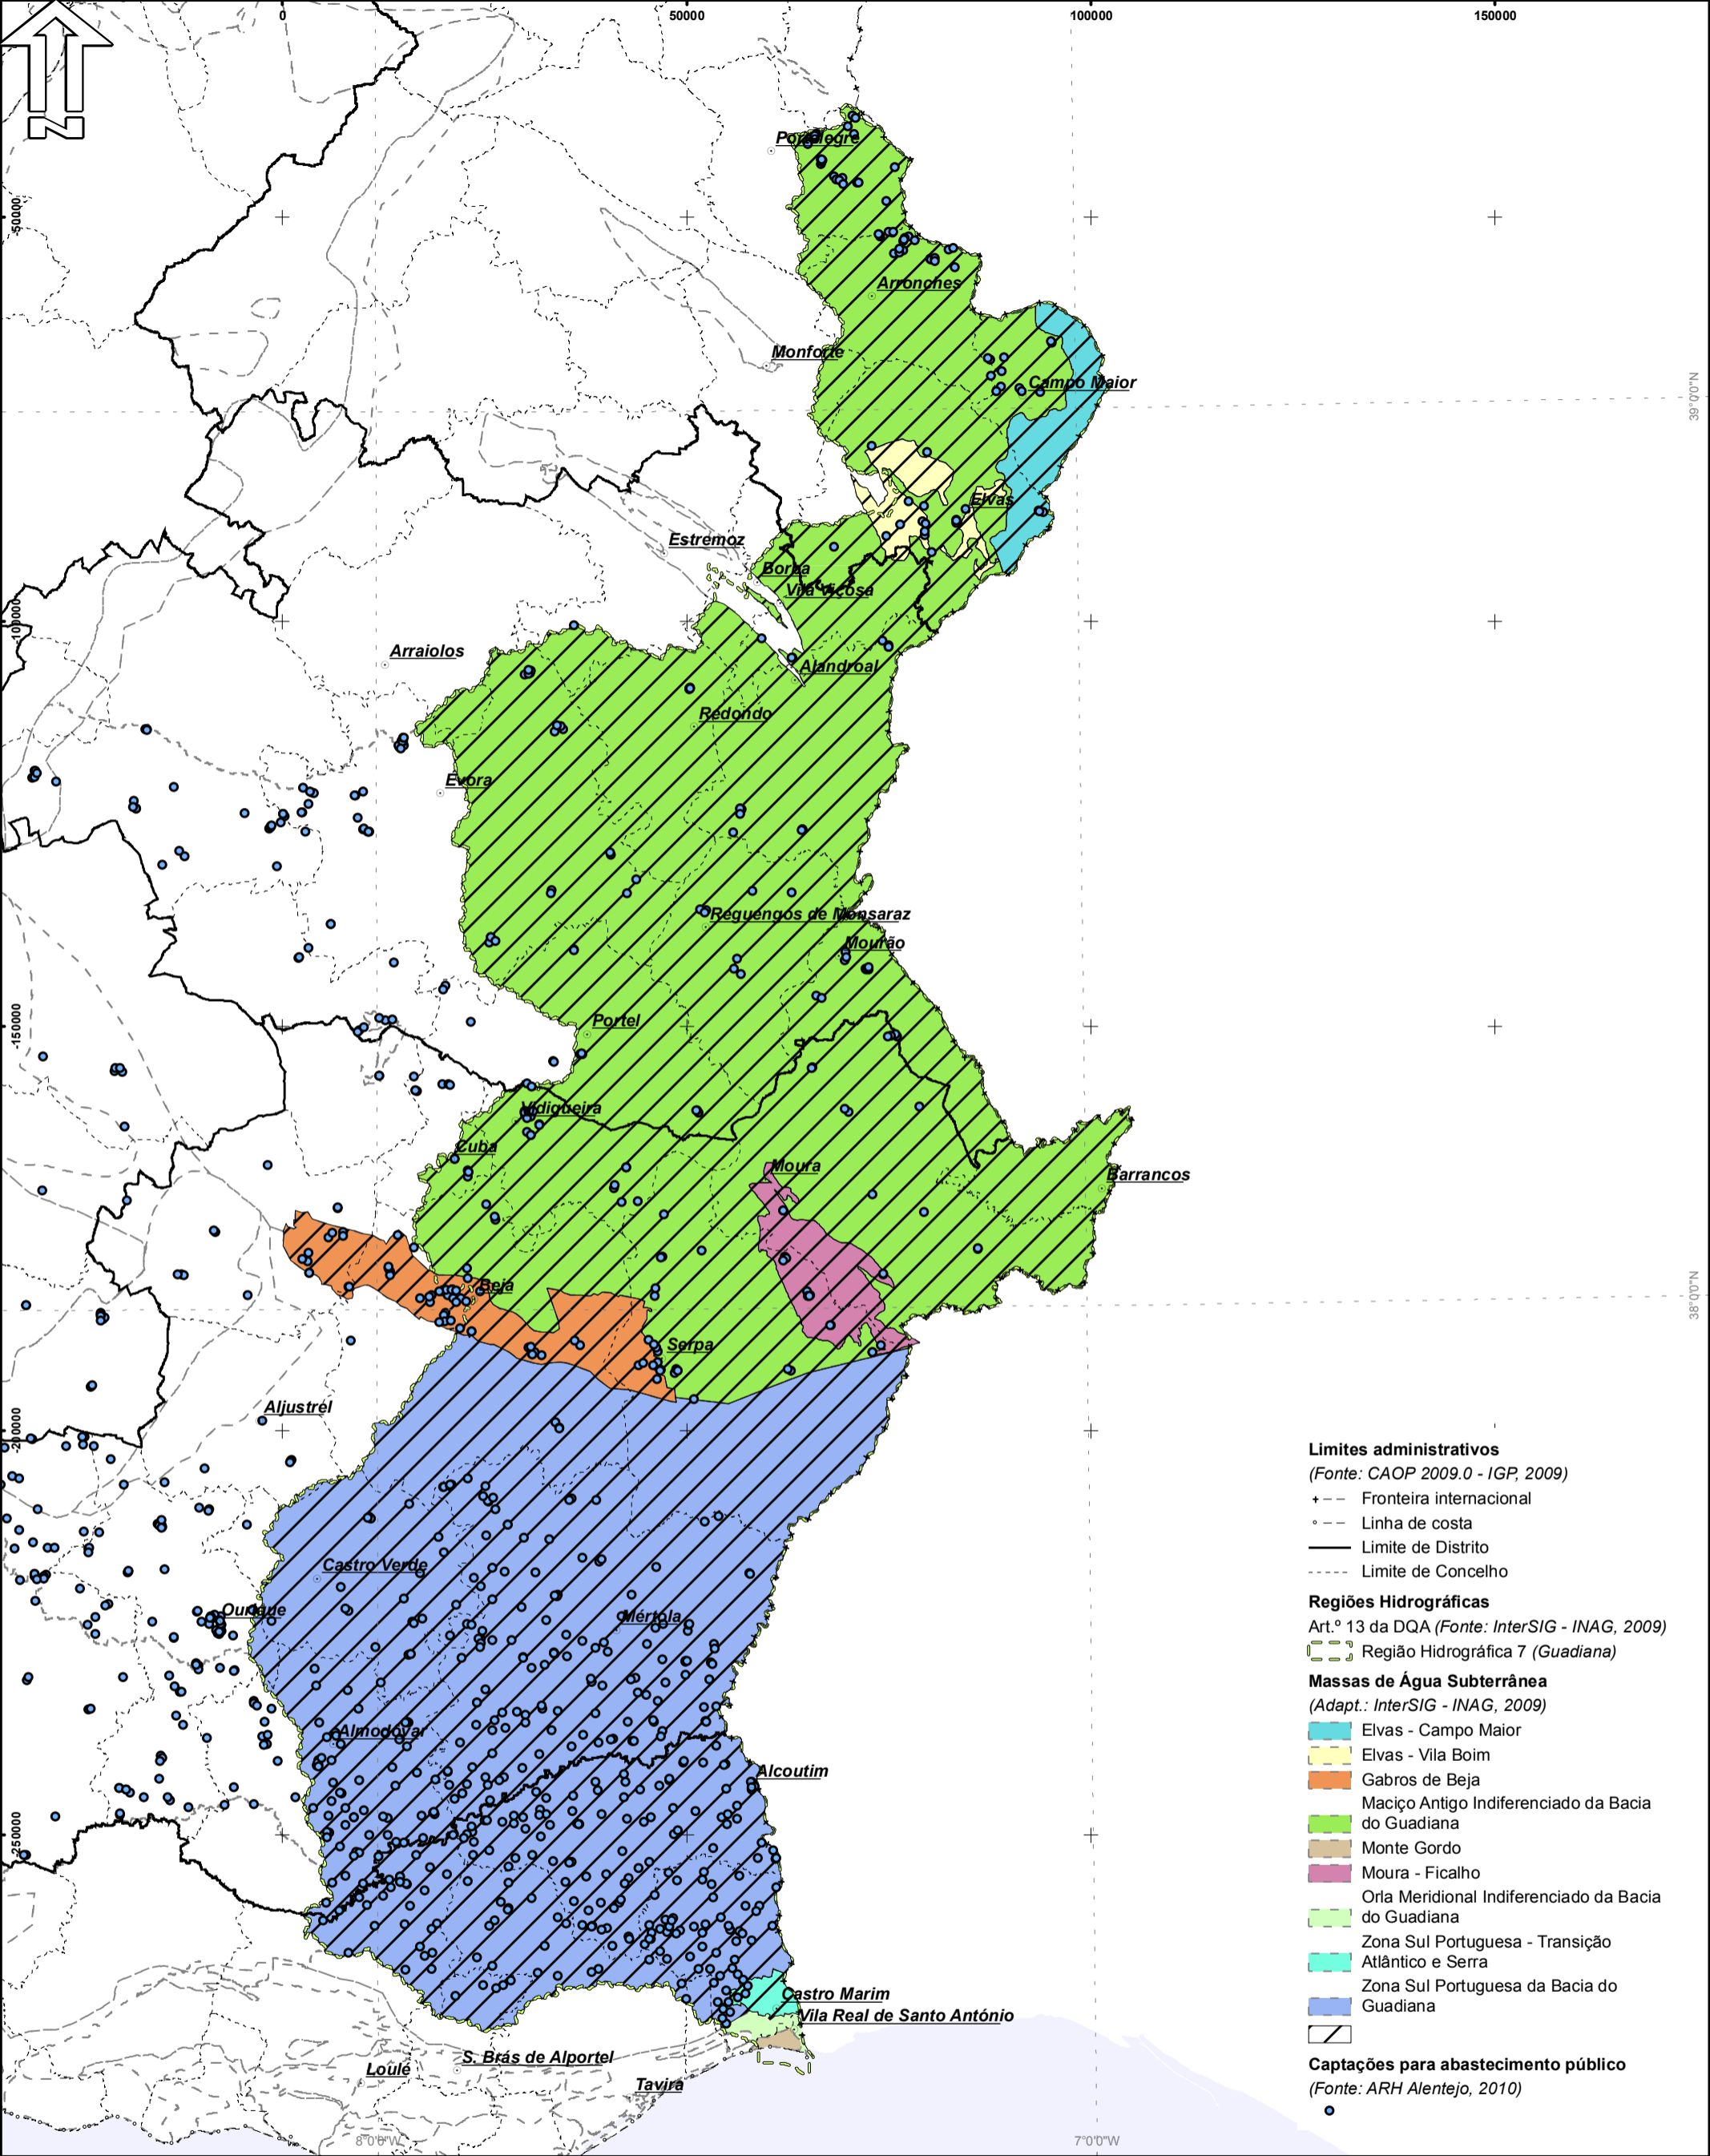 0
50000
100000
150000
N
Portalegre
-50000
Arronches
Monforte
Campo Maior
39°0'0"N
Elvas
Estremoz
Borba
Vila Viçosa
-100000
Arraiolos
Alandroal
Redondo
Évora
Reguengos de Monsaraz
Mourão
-150000
Portel
Vidigueira
Cuba
Moura
Barrancos
Beja
38°0'0"N
Serpa
Aljustrel
-200000
Castro Verde
Ourique
Mértola
Almodôvar
Alcoutim
-250000
Castro Marim
Vila Real de Santo António
S. Brás de Alportel
Loulé
Tavira
8°0'0"W
7°0'0"W
Limites administrativos
(Fonte: CAOP 2009.0 - IGP, 2009)
Fronteira internacional
Linha de costa
Limite de Distrito
Limite de Concelho
Regiões Hidrográficas
Art.º 13 da DQA (Fonte: InterSIG - INAG, 2009)
Região Hidrográfica 7 (Guadiana)
Massas de Água Subterrânea
(Adapt.: InterSIG - INAG, 2009)
Elvas - Campo Maior
Elvas - Vila Boim
Gabros de Beja
Maciço Antigo Indiferenciado da Bacia
do Guadiana
Monte Gordo
Moura - Ficalho
Orla Meridional Indiferenciado da Bacia
do Guadiana
Zona Sul Portuguesa - Transição
Atlântico e Serra
Zona Sul Portuguesa da Bacia do
Guadiana
Captações para abastecimento público
(Fonte: ARH Alentejo, 2010)